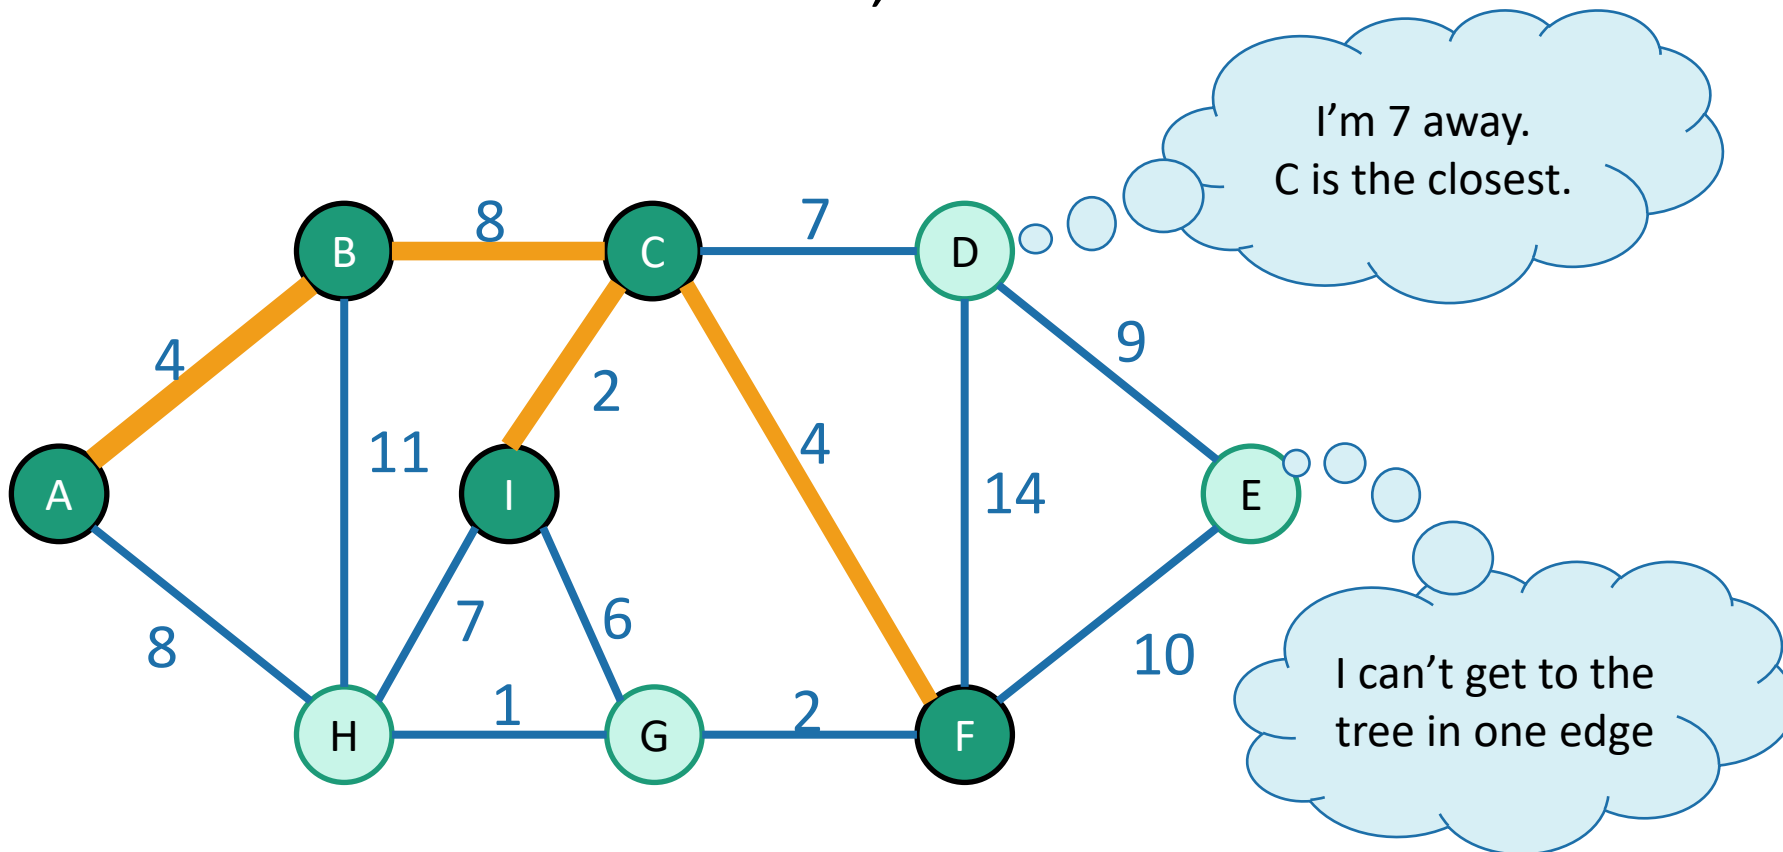 I'm 7 away.
C is the closest.
8
7
B
C
D
4
9
2
11
4
A
I
14
E
8
7
6
10
I can't get to the
tree in one edge
1
2
H
G
F